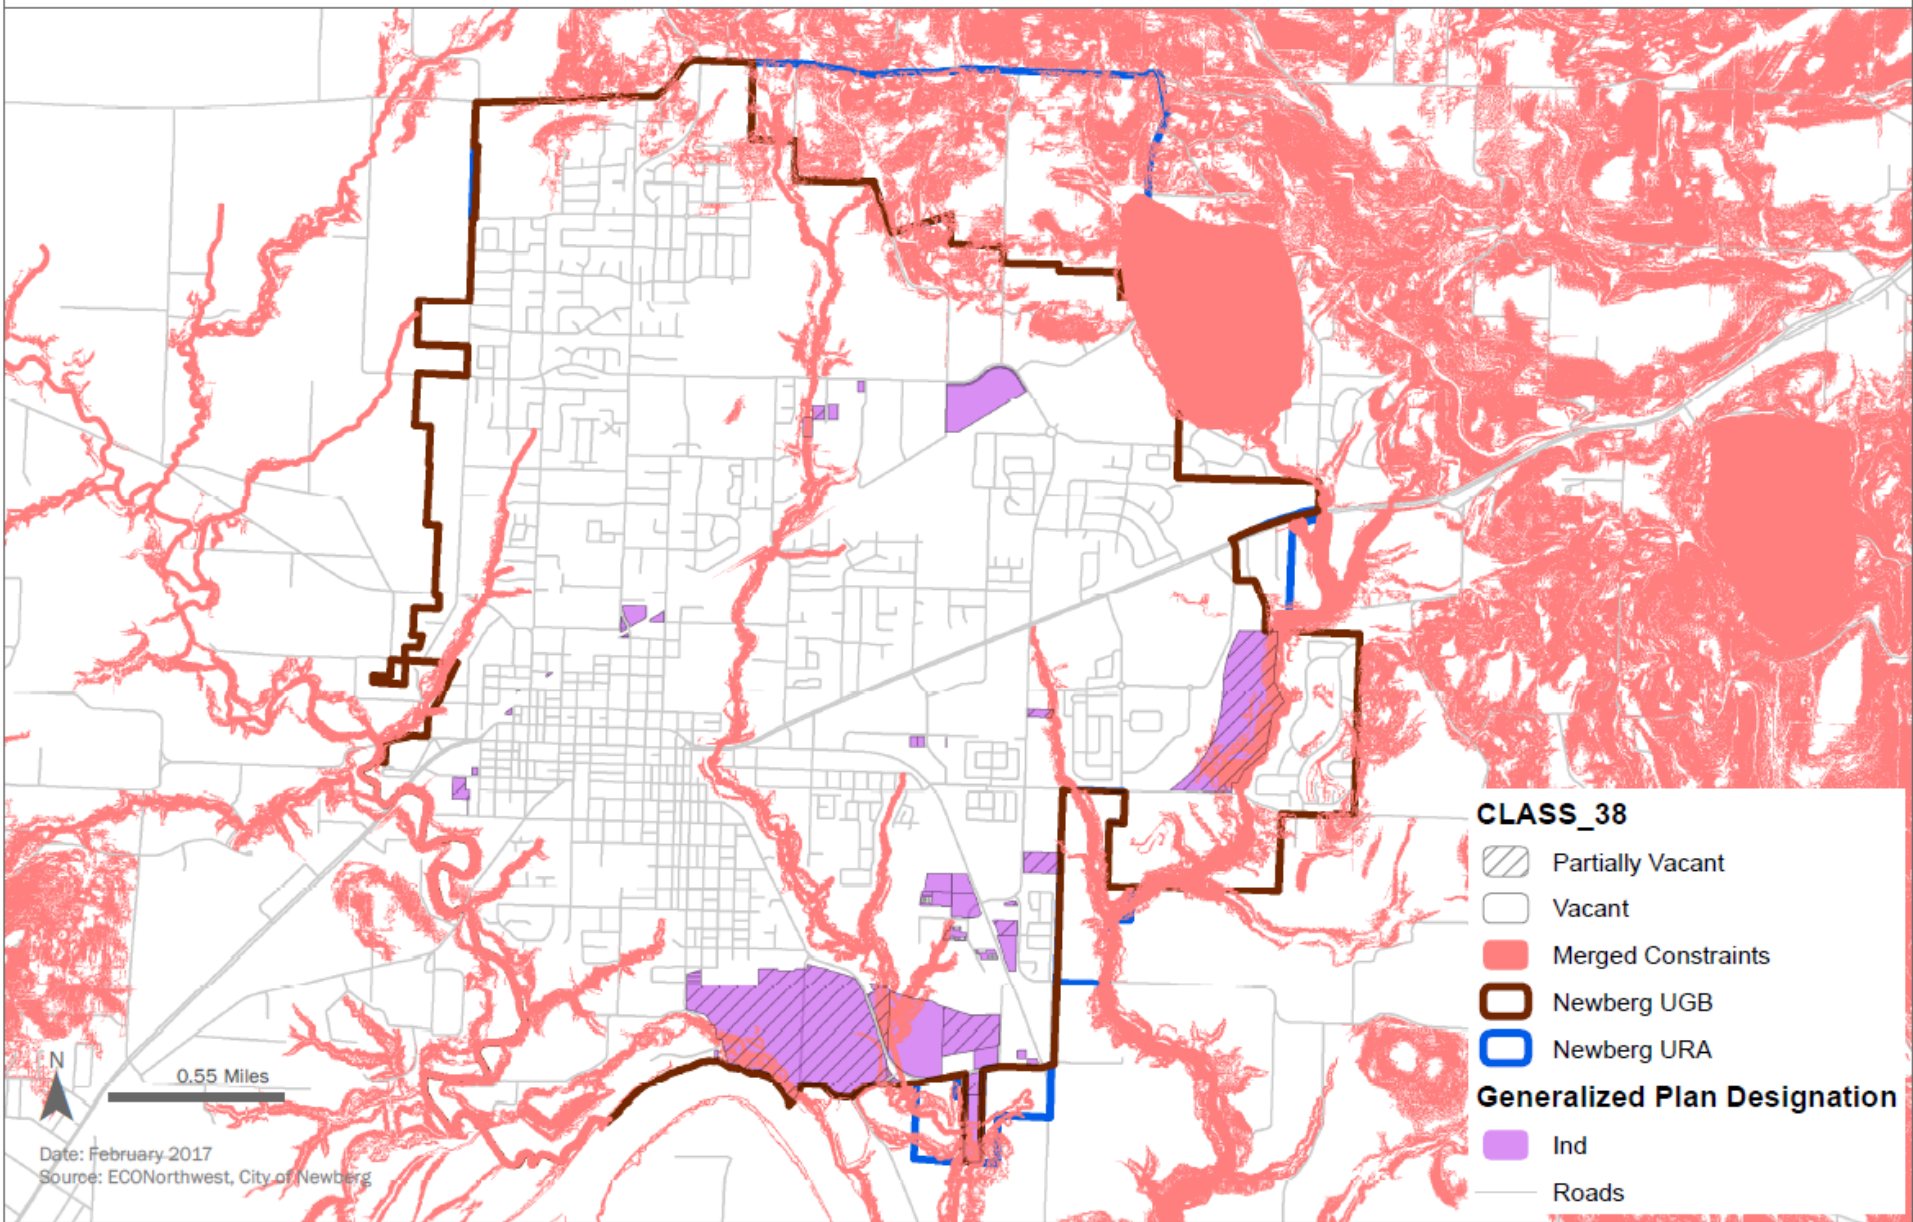 CLASS_38
Partially Vacant
Vacant
Merged Constraints
Newberg UGB
Newberg URA
Generalized Plan Designation
Ind
Roads
N
0.55 Miles
Date: February 2017
Source: ECONorthwest, City of Newberg